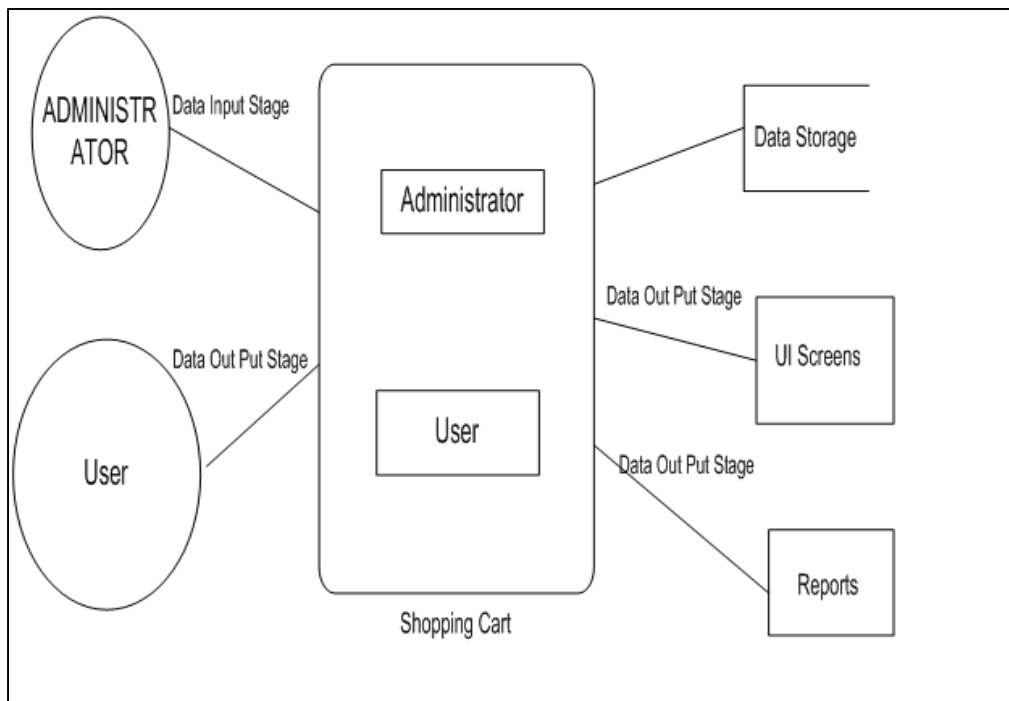 ADMINISTR
ATOR
Data Input Stage
Administrator
Data Storage
User
Data Out Put Stage
User
Data Out Put Stage
UI Screens
Data Out Put Stage
Reports
Shopping Cart